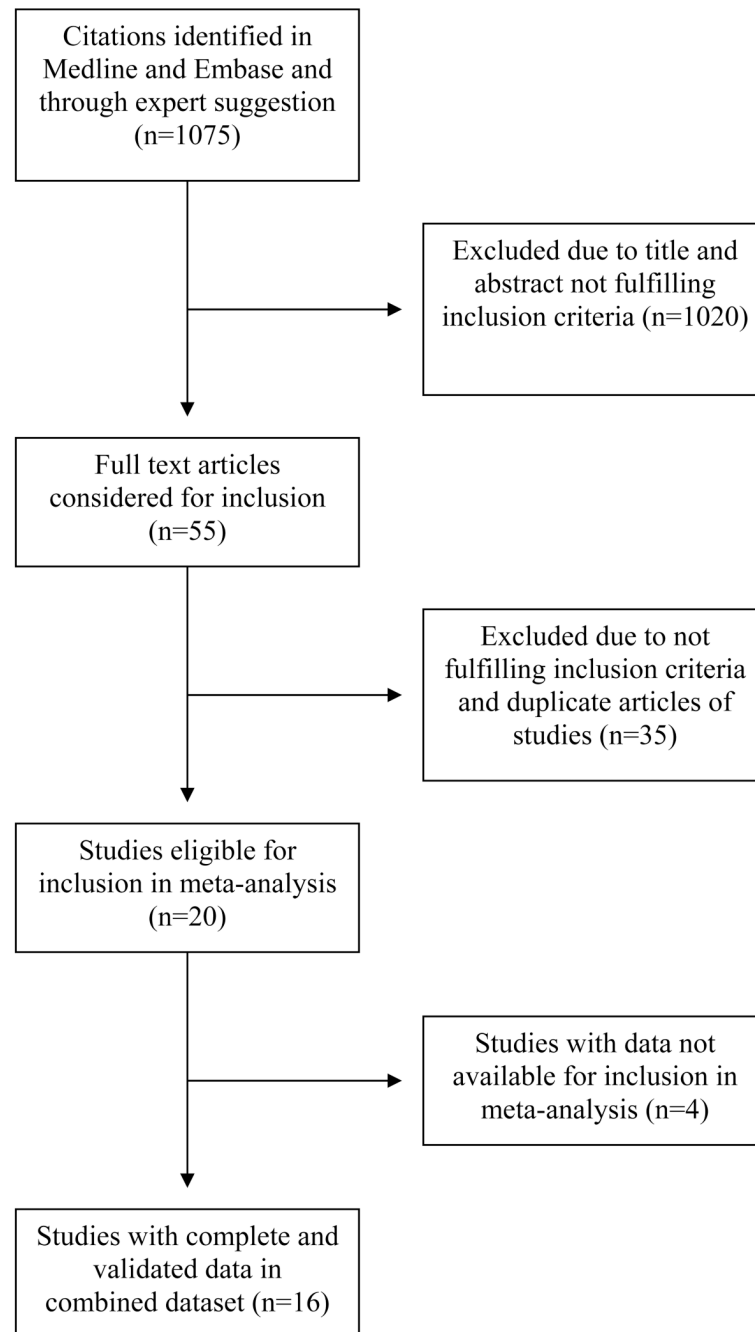 Citations identified in
Medline and Embase and
through expert suggestion
(n=1075)
Excluded due to title and
abstract not fulfilling
inclusion criteria (n=1020)
Full text articles
considered for inclusion
(n=55)
Excluded due to not
fulfilling inclusion criteria
and duplicate articles of
studies (n=35)
Studies eligible for
inclusion in meta-analysis
(n=20)
Studies with data not
available for inclusion in
meta-analysis (n=4)
Studies with complete and
validated data in
combined dataset (n=16)